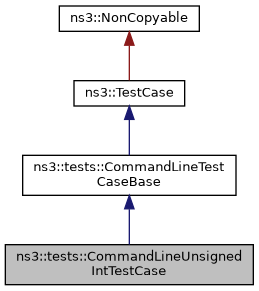 ns3::NonCopyable
ns3::TestCase
ns3::tests::CommandLineTest
CaseBase
ns3::tests::CommandLineUnsigned
IntTestCase